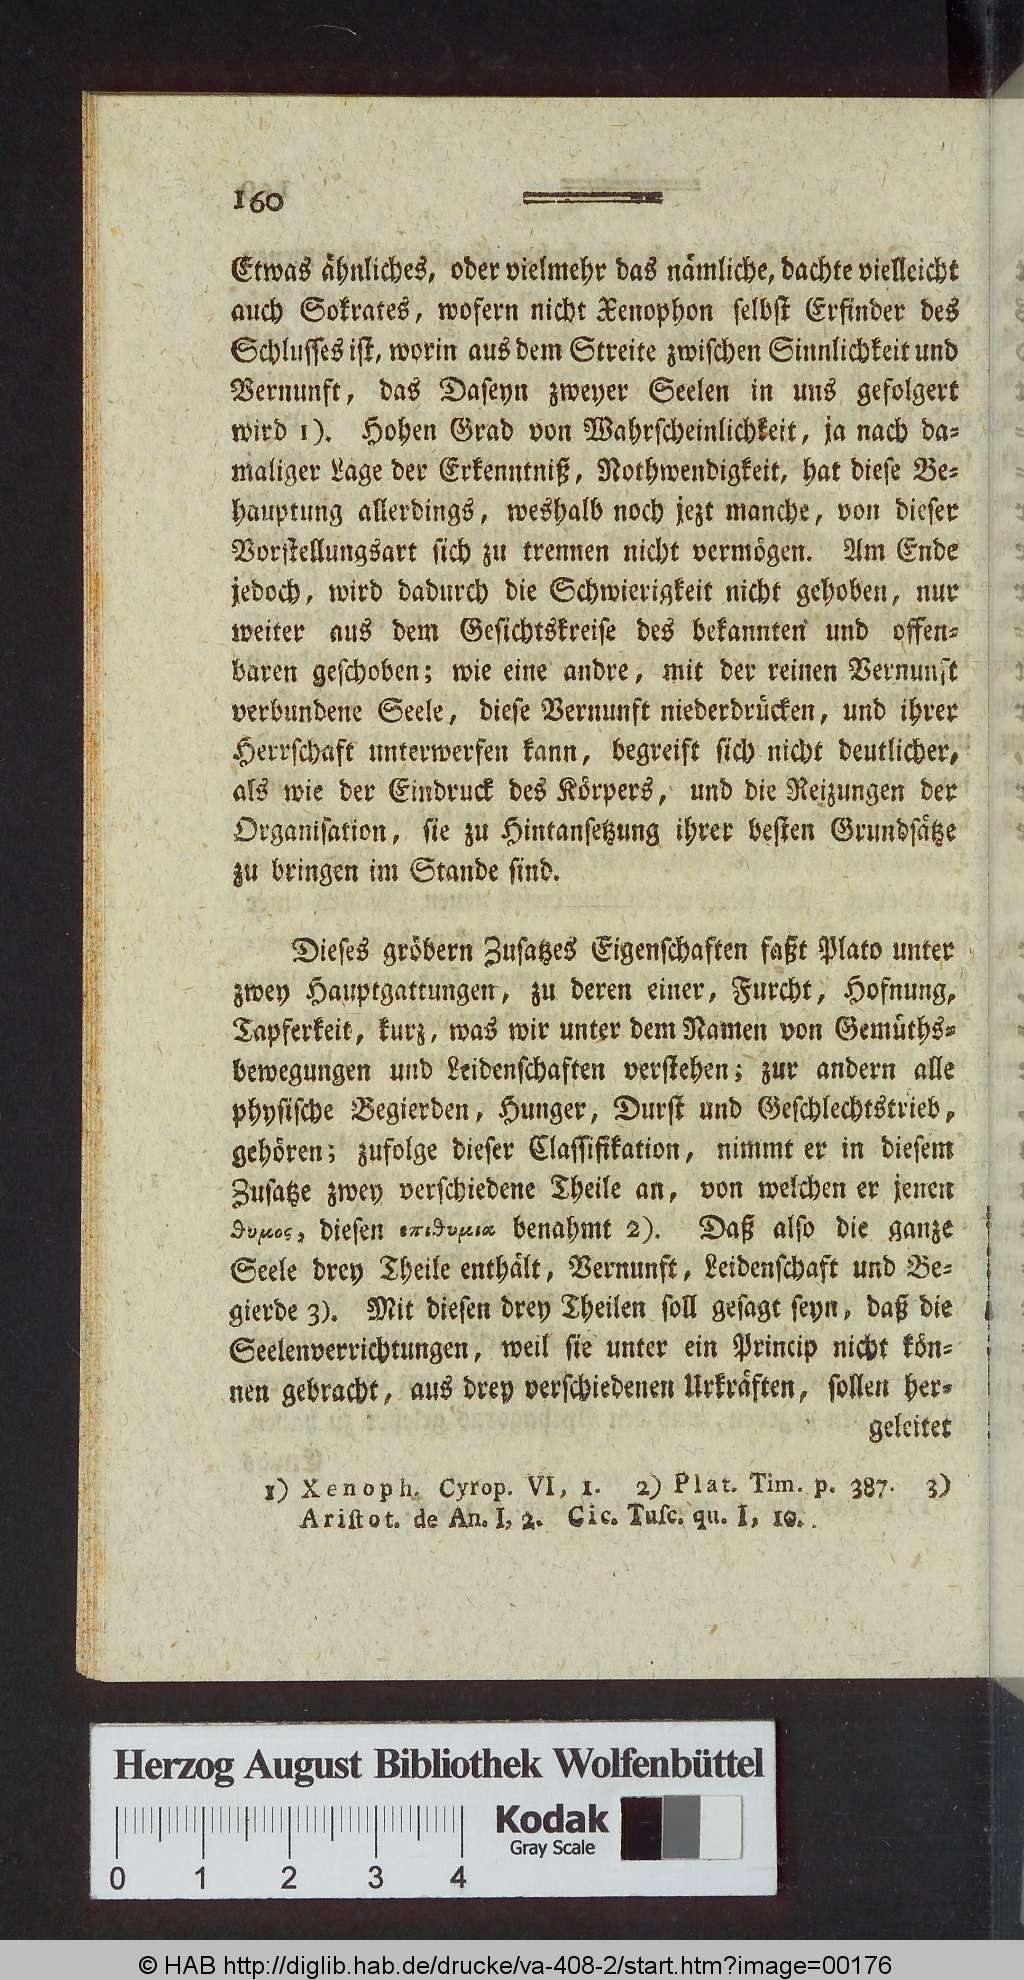 160
Etwas ähnliches, oder vielmehr das nämliche, dachte vielleicht
auch Sokrates, wofern nicht Xenophon selbst Erfinder des
Schlusses ist, worin aus dem Streite zwischen Sinnlichkeit und
Vernunft, das Daseyn zweyer Seelen in uns gefolgert
wird 1). Hohen Grad von Wahrscheinlichkeit, ja nach da=
maliger Lage der Erkenntniß, Nothwendigkeit, hat diese Be=
hauptung allerdings, weshalb noch jezt manche, von dieser
Vorstellungsart sich zu trennen nicht vermögen. Am Ende
jedoch, wird dadurch die Schwierigkeit nicht gehoben, nur
weiter aus dem Gesichtskreise des bekannten und offen=
baren geschoben; wie eine andre, mit der reinen Vernunft
verbundene Seele, diese Vernunft niederdrücken, und ihrer
Herrschaft unterwerfen kann, begreift sich nicht deutlicher,
als wie der Eindruck des Körpers, und die Reizungen der
Organisation, sie zu Hintansetzung ihrer besten Grundsätze
zu bringen im Stande sind.
Dieses gröbern Zusatzes Eigenschaften faßt Plato unter
zwey Hauptgattungen, zu deren einer, Furcht, Hofnung,
Tapferkeit, kurz, was wir unter dem Namen von Gemüths=
bewegungen und Leidenschaften verstehen; zur andern alle
physische Begierden, Hunger, Durst und Geschlechtstrieb,
gehören; zufolge dieser Classifikation, nimmt er in diesem
Zusatze zwey verschiedene Theile an, von welchen er jenen
θυμος, diesen επιθυμια benahmt 2). Daß also die ganze
Seele drey Theile enthält, Vernunft, Leidenschaft und Be=
gierde 3). Mit diesen drey Theilen soll gesagt seyn, daß die
Seelenverrichtungen, weil sie unter ein Princip nicht kön=
nen gebracht, aus drey verschiedenen Urkräften, sollen her=
geleitet
1) Xenoph. Cyrop. VI, 1. 2) Plat. Tim. p. 387. 3)
Aristot. de An. I, 2. Cic. Tusc. qu. I, 10.
Herzog August Bibliothek Wolfenbüttel
Kodak
Gray Scale
0 1 2 3 4
© HAB http://diglib.hab.de/drucke/va-408-2/start.htm?image=00176